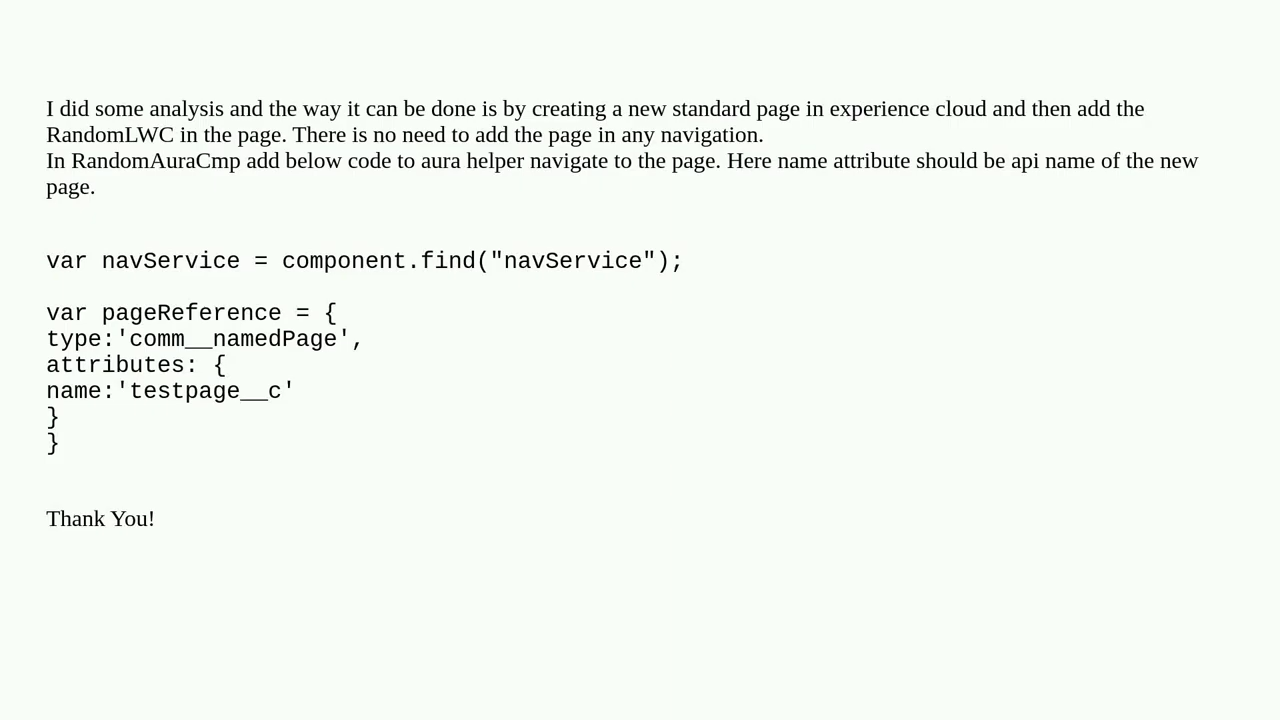 I did some analysis and the way it can be done is by creating a new standard page in experience cloud and then add the
RandomLWC in the page. There is no need to add the page in any navigation.
In RandomAuraCmp add below code to aura helper navigate to the page. Here name attribute should be api name of the new
page.
var navService = component.find("navService");
var pageReference = {
type:'comm__namedPage',
attributes: {
name:'testpage__c'
}
}
Thank You!